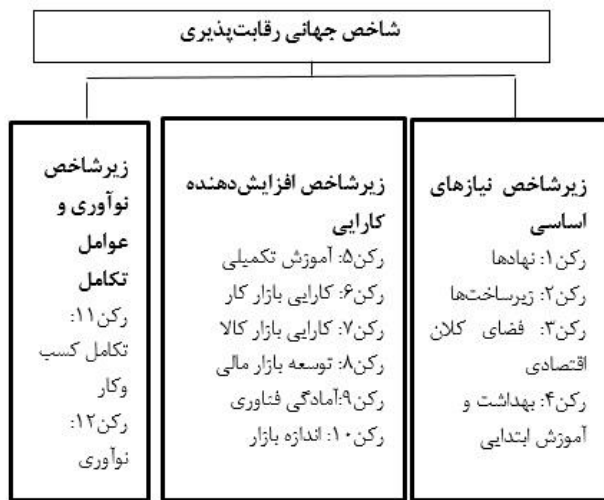 شاخص جهانی رقابت‌پذیری
زیرشاخص نیازهای
اساسی
رکن۱: نهادها
رکن۲: زیرساخت‌ها
رکن۳: فضای کلان
اقتصادی
رکن۴: بهداشت و
آموزش ابتدایی
زیرشاخص افزایش‌دهنده
کارایی
رکن۵: آموزش تکمیلی
رکن۶: کارایی بازار کار
رکن۷: کارایی بازار کالا
رکن۸: توسعه بازار مالی
رکن۹:آمادگی فناوری
رکن۱۰: اندازه بازار
زیرشاخص
نوآوری و
عوامل
تکامل
رکن۱۱:
تکامل کسب
وکار
رکن۱۲:
نوآوری